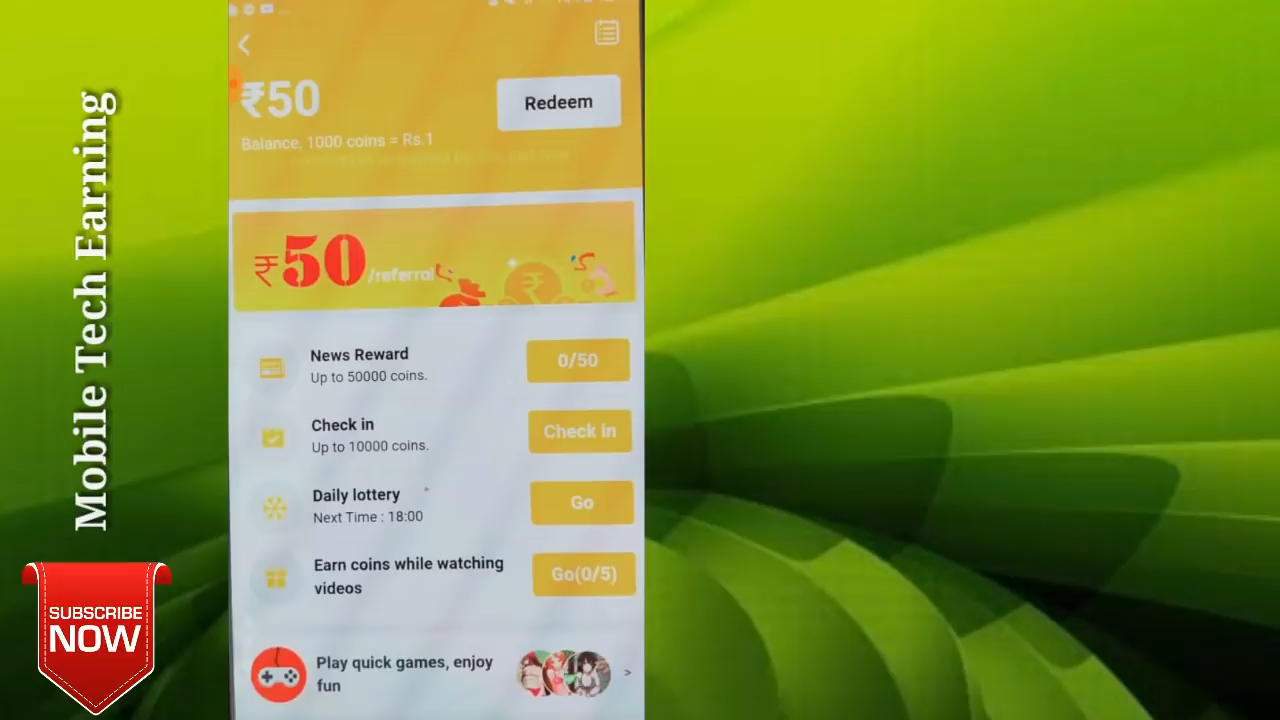 Mobile Tech Earning
SUBSCRIBE
NOW
₹50
Redeem
Balance, 1000 coins = Rs.1
₹50/referral
News Reward
Up to 50000 coins.
0/50
Check in
Up to 10000 coins.
Check in
Daily lottery
Next Time : 18:00
Go
Earn coins while watching
videos
Go(0/5)
Play quick games, enjoy
fun
>